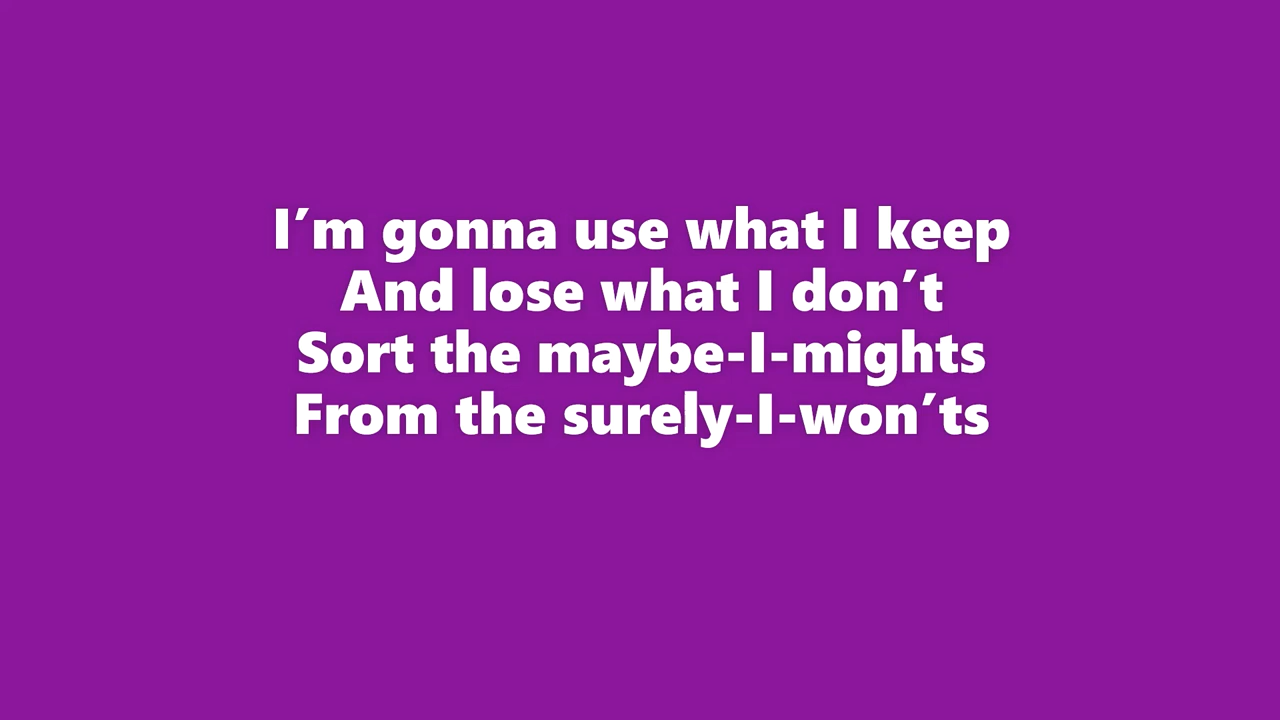 I’m gonna use what I keep
And lose what I don’t
Sort the maybe-I-mights
From the surely-I-won’ts